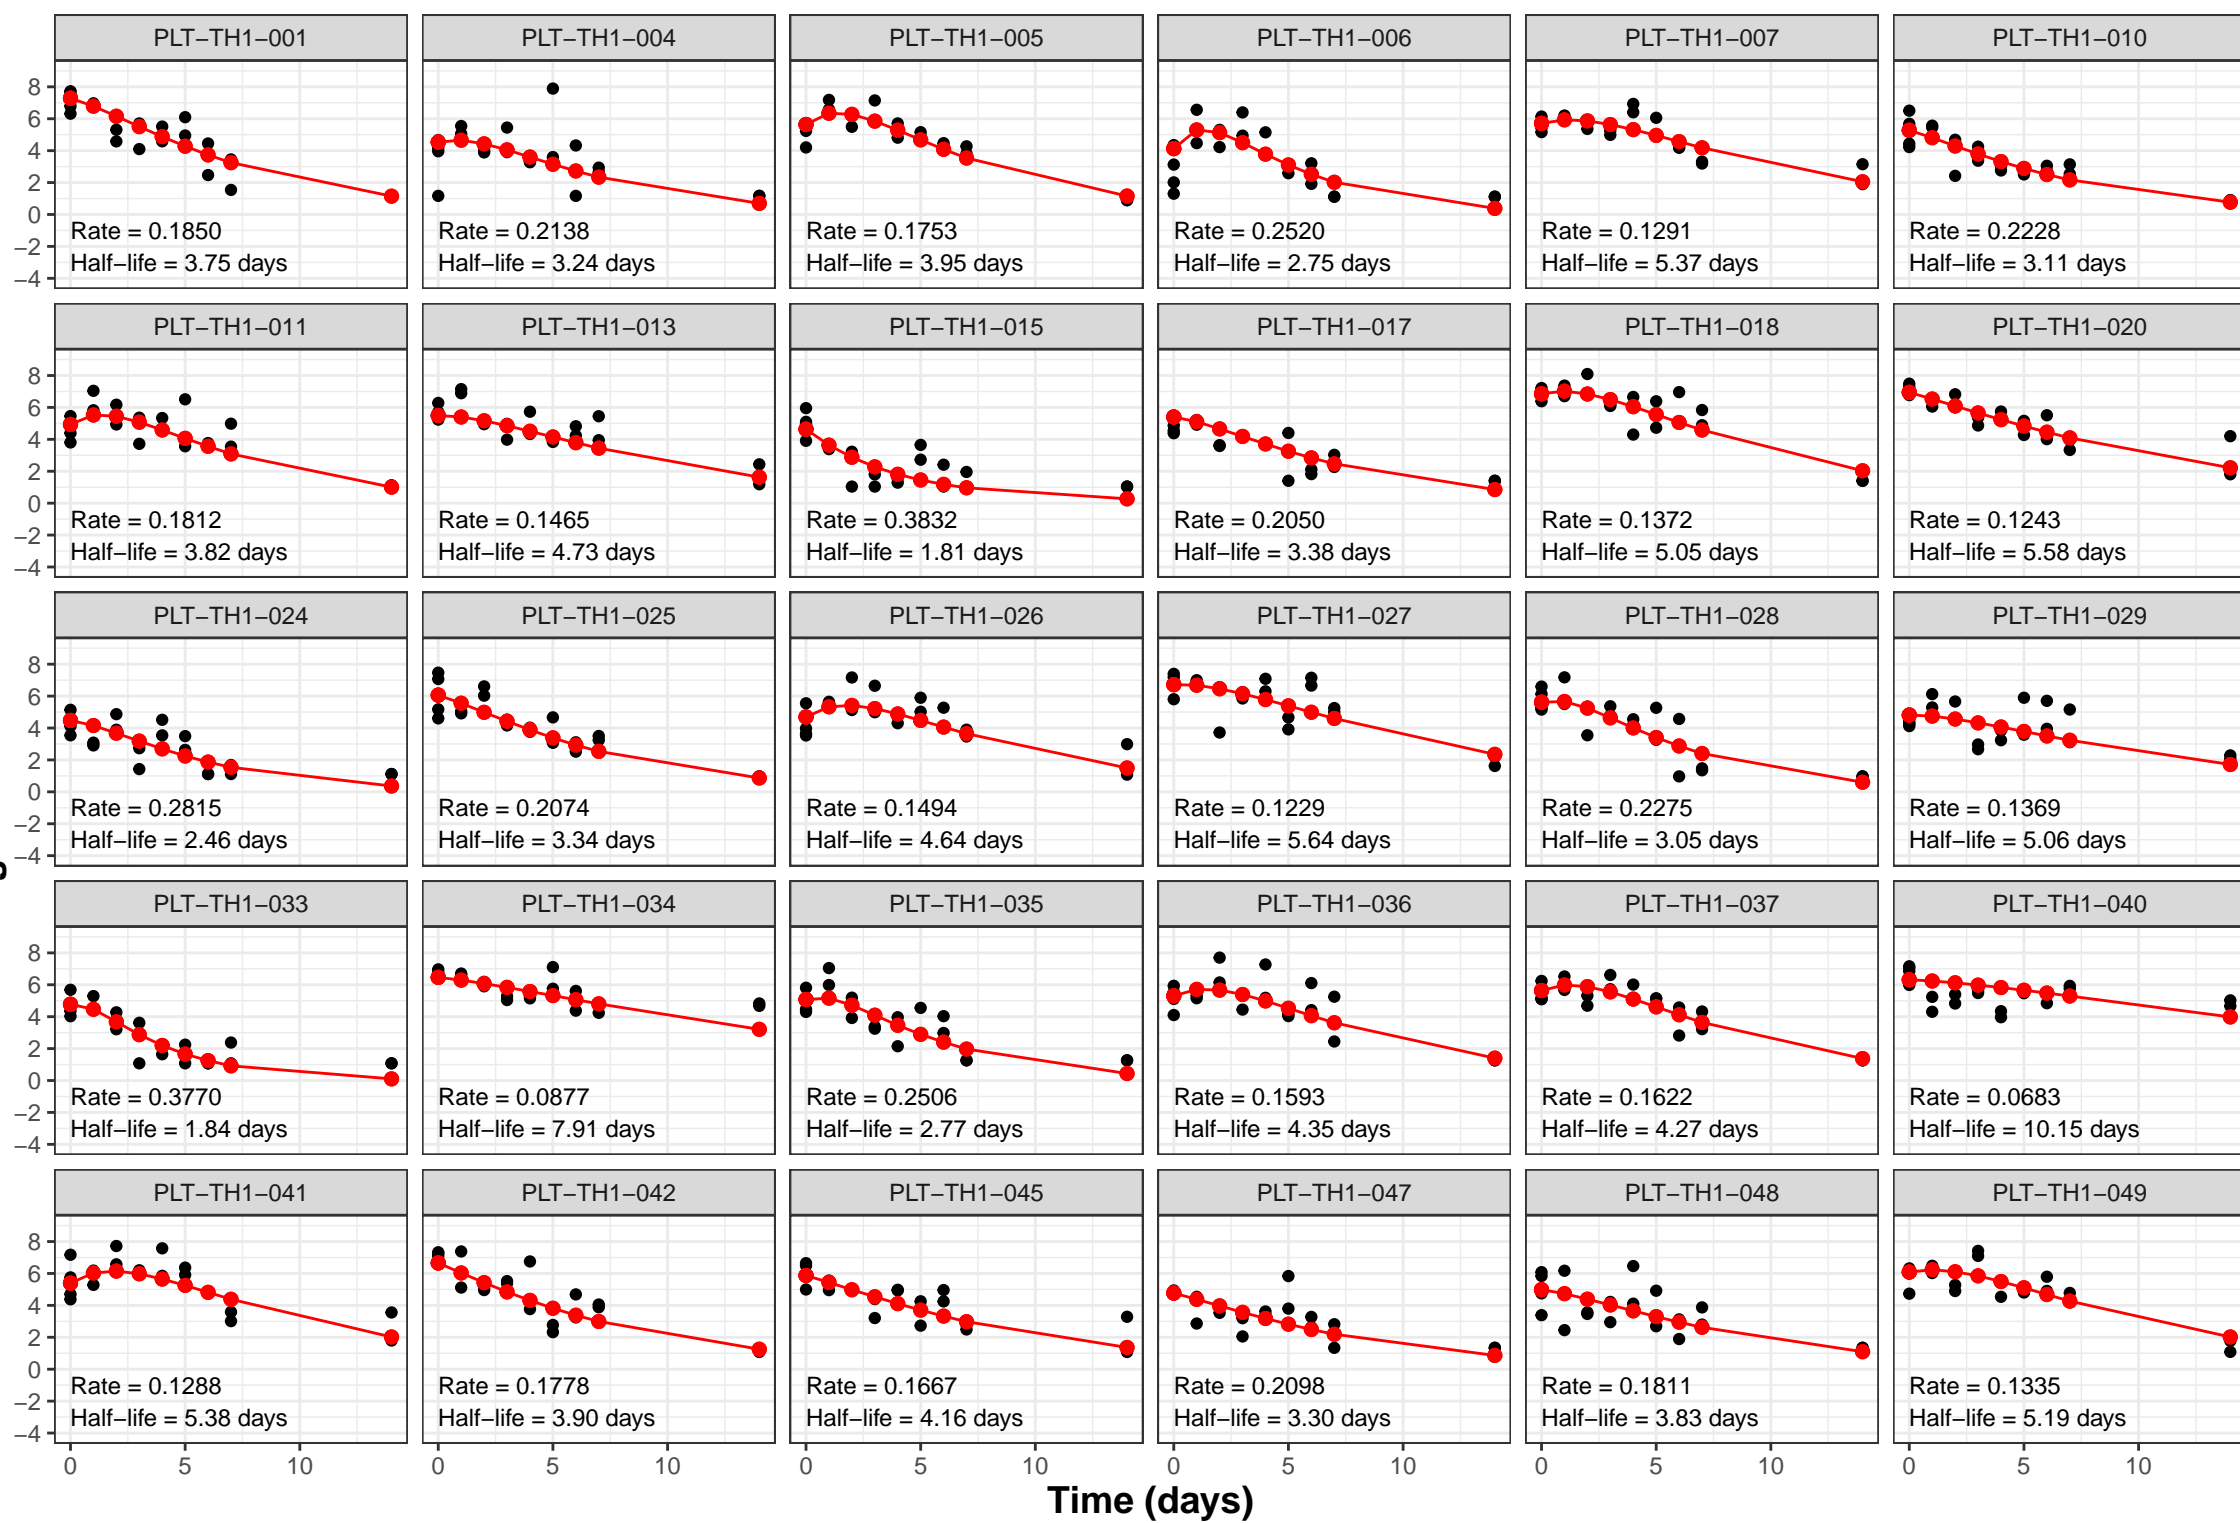 PLT−TH1−001 PLT−TH1−004 PLT−TH1−005 PLT−TH1−006 PLT−TH1−007 PLT−TH1−010
8
6
4
2
0
−2
−4
Rate = 0.1850 Rate = 0.2138 Rate = 0.1753 Rate = 0.2520 Rate = 0.1291 Rate = 0.2228
Half−life = 3.75 days Half−life = 3.24 days Half−life = 3.95 days Half−life = 2.75 days Half−life = 5.37 days Half−life = 3.11 days
PLT−TH1−011 PLT−TH1−013 PLT−TH1−015 PLT−TH1−017 PLT−TH1−018 PLT−TH1−020
8
6
4
2
0
−2
−4
Rate = 0.1812 Rate = 0.1465 Rate = 0.3832 Rate = 0.2050 Rate = 0.1372 Rate = 0.1243
Half−life = 3.82 days Half−life = 4.73 days Half−life = 1.81 days Half−life = 3.38 days Half−life = 5.05 days Half−life = 5.58 days
PLT−TH1−024 PLT−TH1−025 PLT−TH1−026 PLT−TH1−027 PLT−TH1−028 PLT−TH1−029
8
6
4
2
0
−2
−4
Rate = 0.2815 Rate = 0.2074 Rate = 0.1494 Rate = 0.1229 Rate = 0.2275 Rate = 0.1369
Half−life = 2.46 days Half−life = 3.34 days Half−life = 4.64 days Half−life = 5.64 days Half−life = 3.05 days Half−life = 5.06 days
PLT−TH1−033 PLT−TH1−034 PLT−TH1−035 PLT−TH1−036 PLT−TH1−037 PLT−TH1−040
8
6
4
2
0
−2
−4
Rate = 0.3770 Rate = 0.0877 Rate = 0.2506 Rate = 0.1593 Rate = 0.1622 Rate = 0.0683
Half−life = 1.84 days Half−life = 7.91 days Half−life = 2.77 days Half−life = 4.35 days Half−life = 4.27 days Half−life = 10.15 days
PLT−TH1−041 PLT−TH1−042 PLT−TH1−045 PLT−TH1−047 PLT−TH1−048 PLT−TH1−049
8
6
4
2
0
−2
−4
Rate = 0.1288 Rate = 0.1778 Rate = 0.1667 Rate = 0.2098 Rate = 0.1811 Rate = 0.1335
Half−life = 5.38 days Half−life = 3.90 days Half−life = 4.16 days Half−life = 3.30 days Half−life = 3.83 days Half−life = 5.19 days
0 5 10 0 5 10 0 5 10 0 5 10 0 5 10 0 5 10
Time (days)